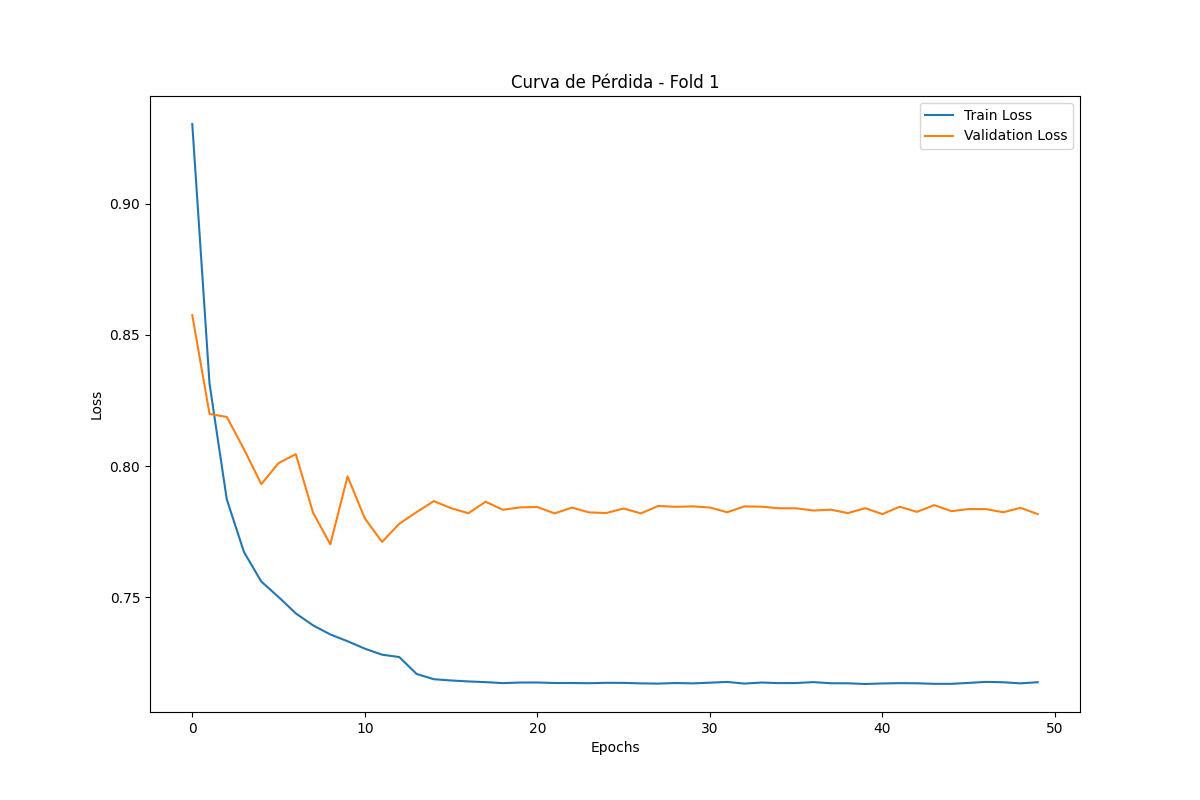 Curva de Pérdida - Fold 1
Train Loss
Validation Loss
0.90
0.85
0.80
0.75
Loss
0 10 20 30 40 50
Epochs